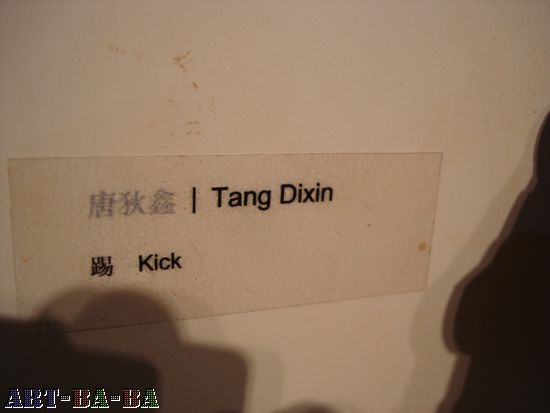 唐狄鑫 | Tang Dixin
踢 Kick
ART-BA-BA